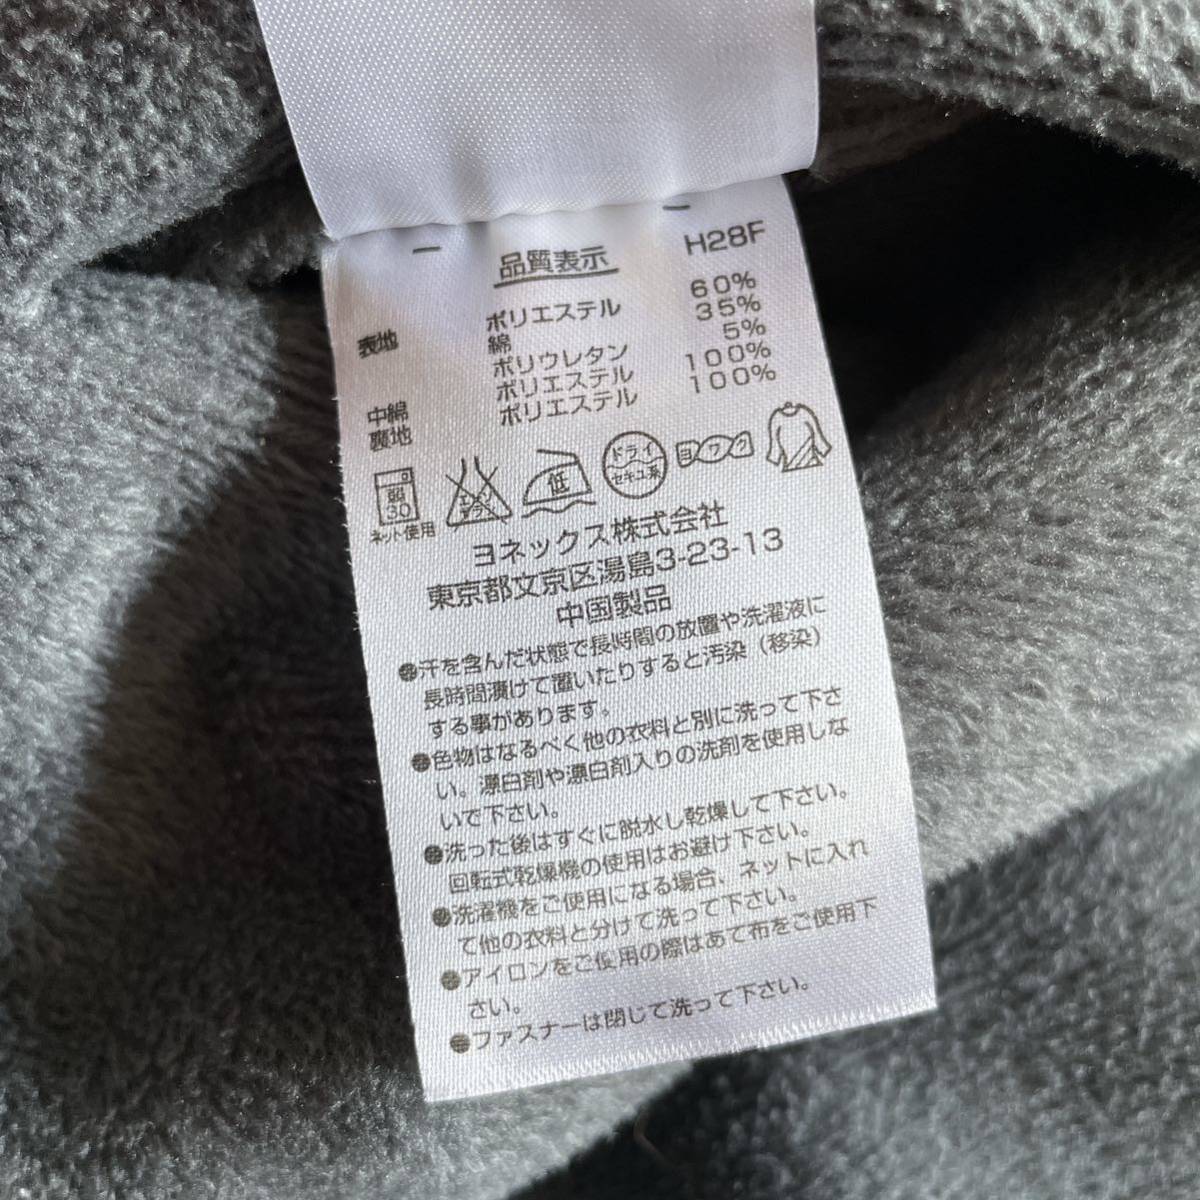 品質表示 H28F
表地 ポリエステル 60%
綿 35%
ポリウレタン 5%
中綿 ポリエステル 100%
裏地 ポリエステル 100%
弱 30 エンソ サラシ 低 ドライ セキユ系 ヨワク
ネット使用
ヨネックス株式会社
東京都文京区湯島3-23-13
中国製品
●汗を含んだ状態で長時間の放置や洗濯液に
長時間漬けて置いたりすると汚染（移染）
する事があります。
●色物はなるべく他の衣料と別に洗って下さ
い。漂白剤や漂白剤入りの洗剤を使用しな
いで下さい。
●洗った後はすぐに脱水し乾燥して下さい。
回転式乾燥機の使用はお避け下さい。
●洗濯機をご使用になる場合、ネットに入れ
て他の衣料と分けて洗って下さい。
●アイロンをご使用の際はあて布をご使用下
さい。
●ファスナーは閉じて洗って下さい。